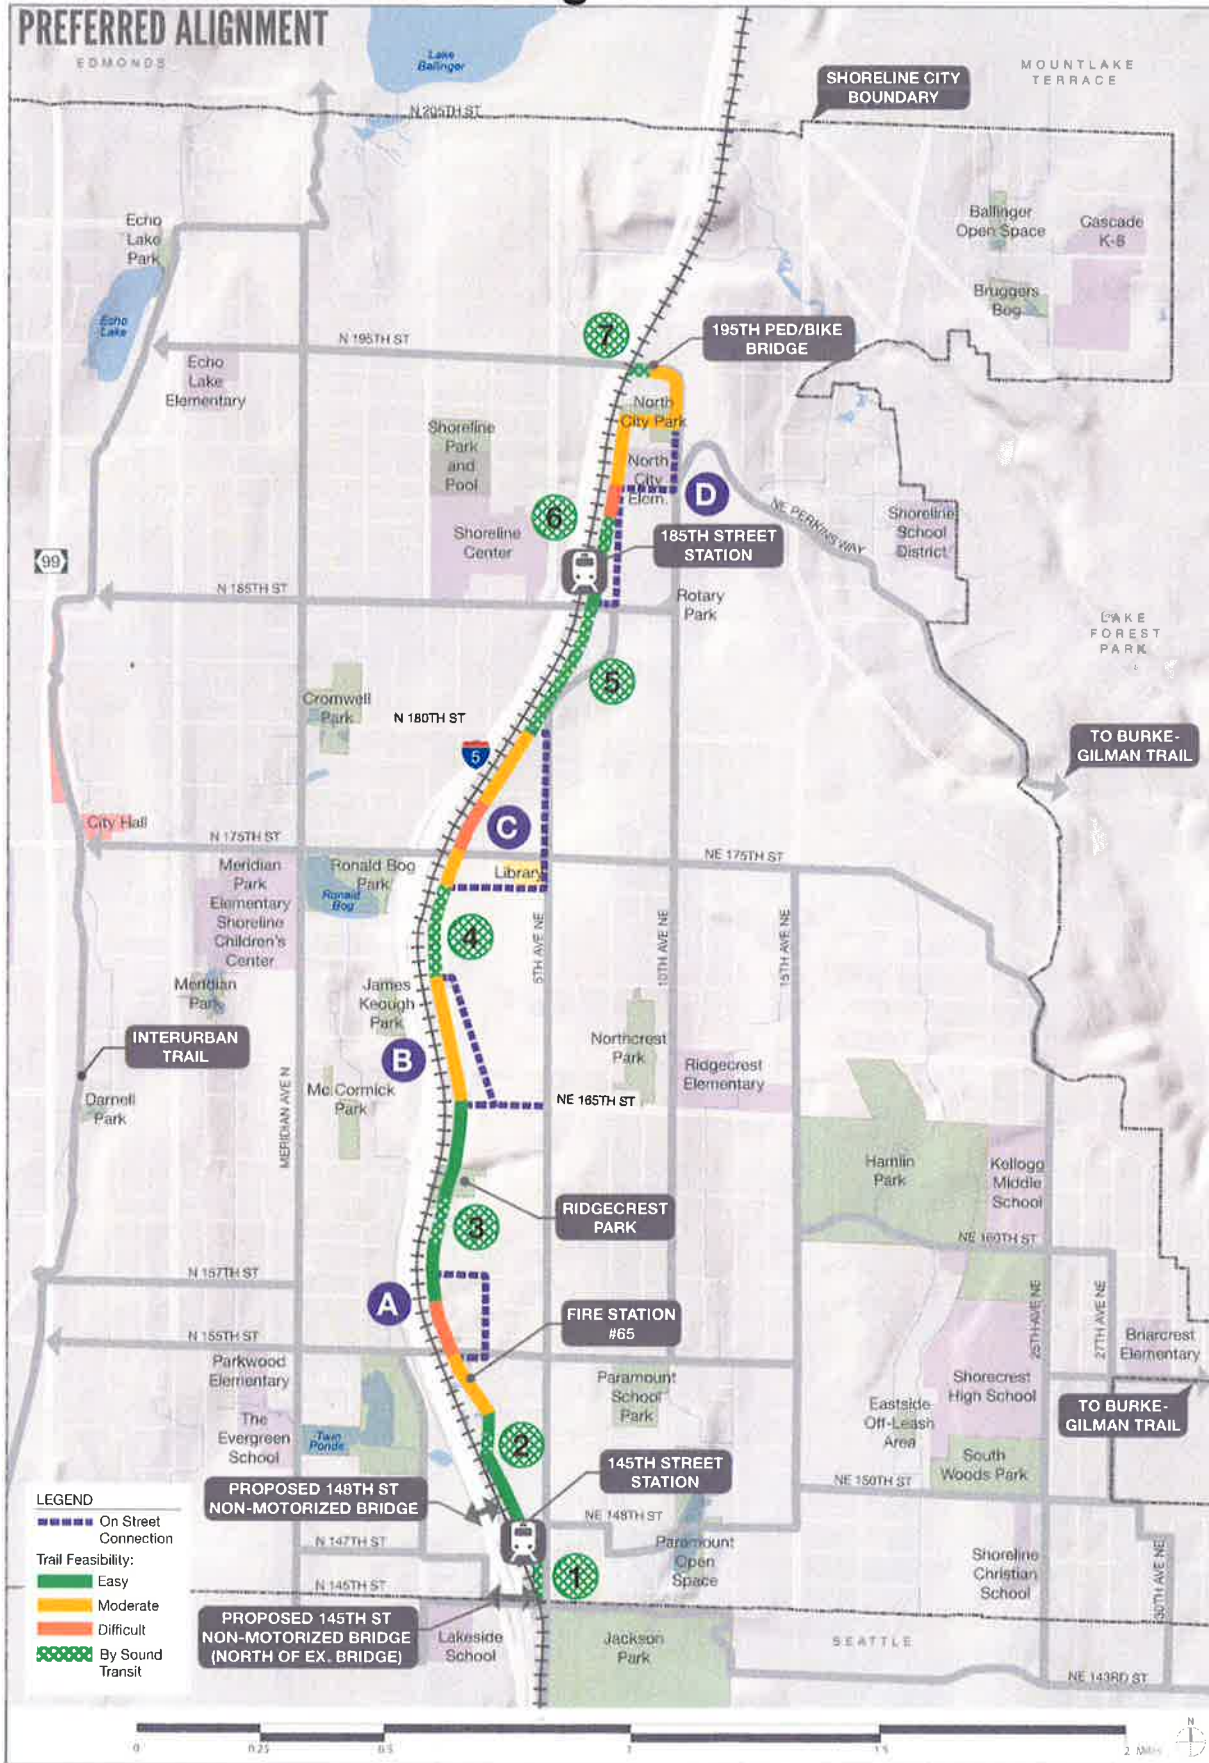 PREFERRED ALIGNMENT
EDMONDS
Lake
Ballinger
MOUNTLAKE
TERRACE
SHORELINE CITY
BOUNDARY
N 205TH ST
Echo
Lake
Park
Ballinger
Open Space
Cascade
K-8
Bruggers
Bog
Echo
Lake
N 195TH ST
7
195TH PED/BIKE
BRIDGE
Echo
Lake
Elementary
North
City Park
Shoreline
Park
and
Pool
North
City
Elem.
D
NE PERKINS WAY
Shoreline
School
District
6
Shoreline
Center
185TH STREET
STATION
99
N 185TH ST
Rotary
Park
LAKE
FOREST
PARK
5
Cromwell
Park
N 180TH ST
5
TO BURKE-
GILMAN TRAIL
C
City Hall
N 175TH ST
NE 175TH ST
Meridian
Park
Elementary
Shoreline
Children's
Center
Ronald Bog
Park
Ronald
Bog
Library
4
5TH AVE NE
10TH AVE NE
15TH AVE NE
Meridian
Park
James
Keough
Park
INTERURBAN
TRAIL
B
Northcrest
Park
Ridgecrest
Elementary
Darnell
Park
MERIDIAN AVE N
Mc.Cormick
Park
NE 165TH ST
Hamlin
Park
Kellogg
Middle
School
RIDGECREST
PARK
3
NE 160TH ST
N 157TH ST
A
FIRE STATION
#65
25TH AVE NE
27TH AVE NE
N 155TH ST
Briarcrest
Elementary
Parkwood
Elementary
Paramount
School
Park
Shorecrest
High School
Eastside
Off-Leash
Area
TO BURKE-
GILMAN TRAIL
The
Evergreen
School
Twin
Ponds
2
South
Woods Park
145TH STREET
STATION
NE 150TH ST
PROPOSED 148TH ST
NON-MOTORIZED BRIDGE
NE 148TH ST
N 147TH ST
Paramount
Open
Space
Shoreline
Christian
School
30TH AVE NE
1
N 145TH ST
PROPOSED 145TH ST
NON-MOTORIZED BRIDGE
(NORTH OF EX. BRIDGE)
Lakeside
School
Jackson
Park
SEATTLE
NE 143RD ST
LEGEND
On Street
Connection
Trail Feasibility:
Easy
Moderate
Difficult
By Sound
Transit
0
0.25
0.5
1
1.5
2 Miles
N